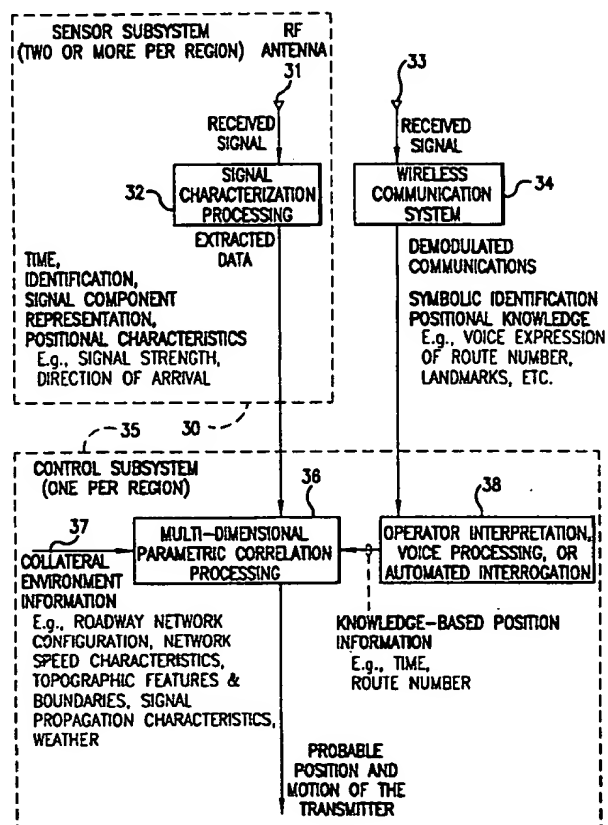 SENSOR SUBSYSTEM
(TWO OR MORE PER REGION)
RF
ANTENNA
31
33
RECEIVED
SIGNAL
RECEIVED
SIGNAL
32
SIGNAL
CHARACTERIZATION
PROCESSING
WIRELESS
COMMUNICATION
SYSTEM
34
EXTRACTED
DATA
DEMODULATED
COMMUNICATIONS
TIME,
IDENTIFICATION,
SIGNAL COMPONENT
REPRESENTATION,
POSITIONAL CHARACTERISTICS
E.g., SIGNAL STRENGTH,
DIRECTION OF ARRIVAL
SYMBOLIC IDENTIFICATION
POSITIONAL KNOWLEDGE
E.g., VOICE EXPRESSION
OF ROUTE NUMBER,
LANDMARKS, ETC.
35
30
CONTROL SUBSYSTEM
(ONE PER REGION)
36
38
37
MULTI-DIMENSIONAL
PARAMETRIC CORRELATION
PROCESSING
OPERATOR INTERPRETATION,
VOICE PROCESSING, OR
AUTOMATED INTERROGATION
COLLATERAL
ENVIRONMENT
INFORMATION
E.g., ROADWAY NETWORK
CONFIGURATION, NETWORK
SPEED CHARACTERISTICS,
TOPOGRAPHIC FEATURES &
BOUNDARIES, SIGNAL
PROPAGATION CHARACTERISTICS,
WEATHER
KNOWLEDGE-BASED POSITION
INFORMATION
E.g., TIME,
ROUTE NUMBER
PROBABLE
POSITION AND
MOTION OF THE
TRANSMITTER